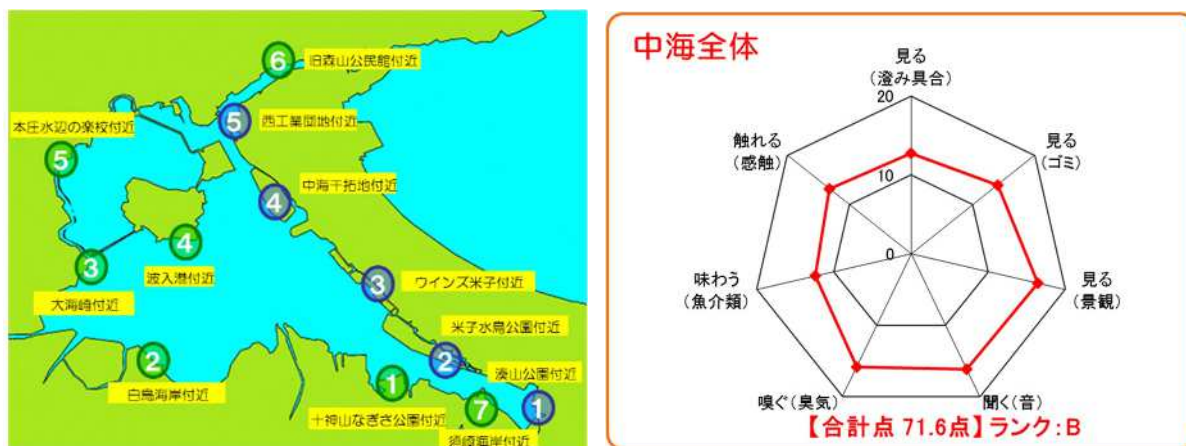 6
旧森山公民館付近
5
西工業団地付近
本庄水辺の楽校付近
5
中海干拓地付近
4
4
波入港付近
3
大海崎付近
3
ウインズ米子付近
米子水鳥公園付近
2
2
白鳥海岸付近
湊山公園付近
1
十神山なぎさ公園付近
7
1
須崎海岸付近
中海全体
見る
(澄み具合)
20
触れる
(感触)
見る
(ゴミ)
10
0
味わう
(魚介類)
見る
(景観)
嗅ぐ(臭気)
聞く(音)
【合計点 71.6点】ランク:B